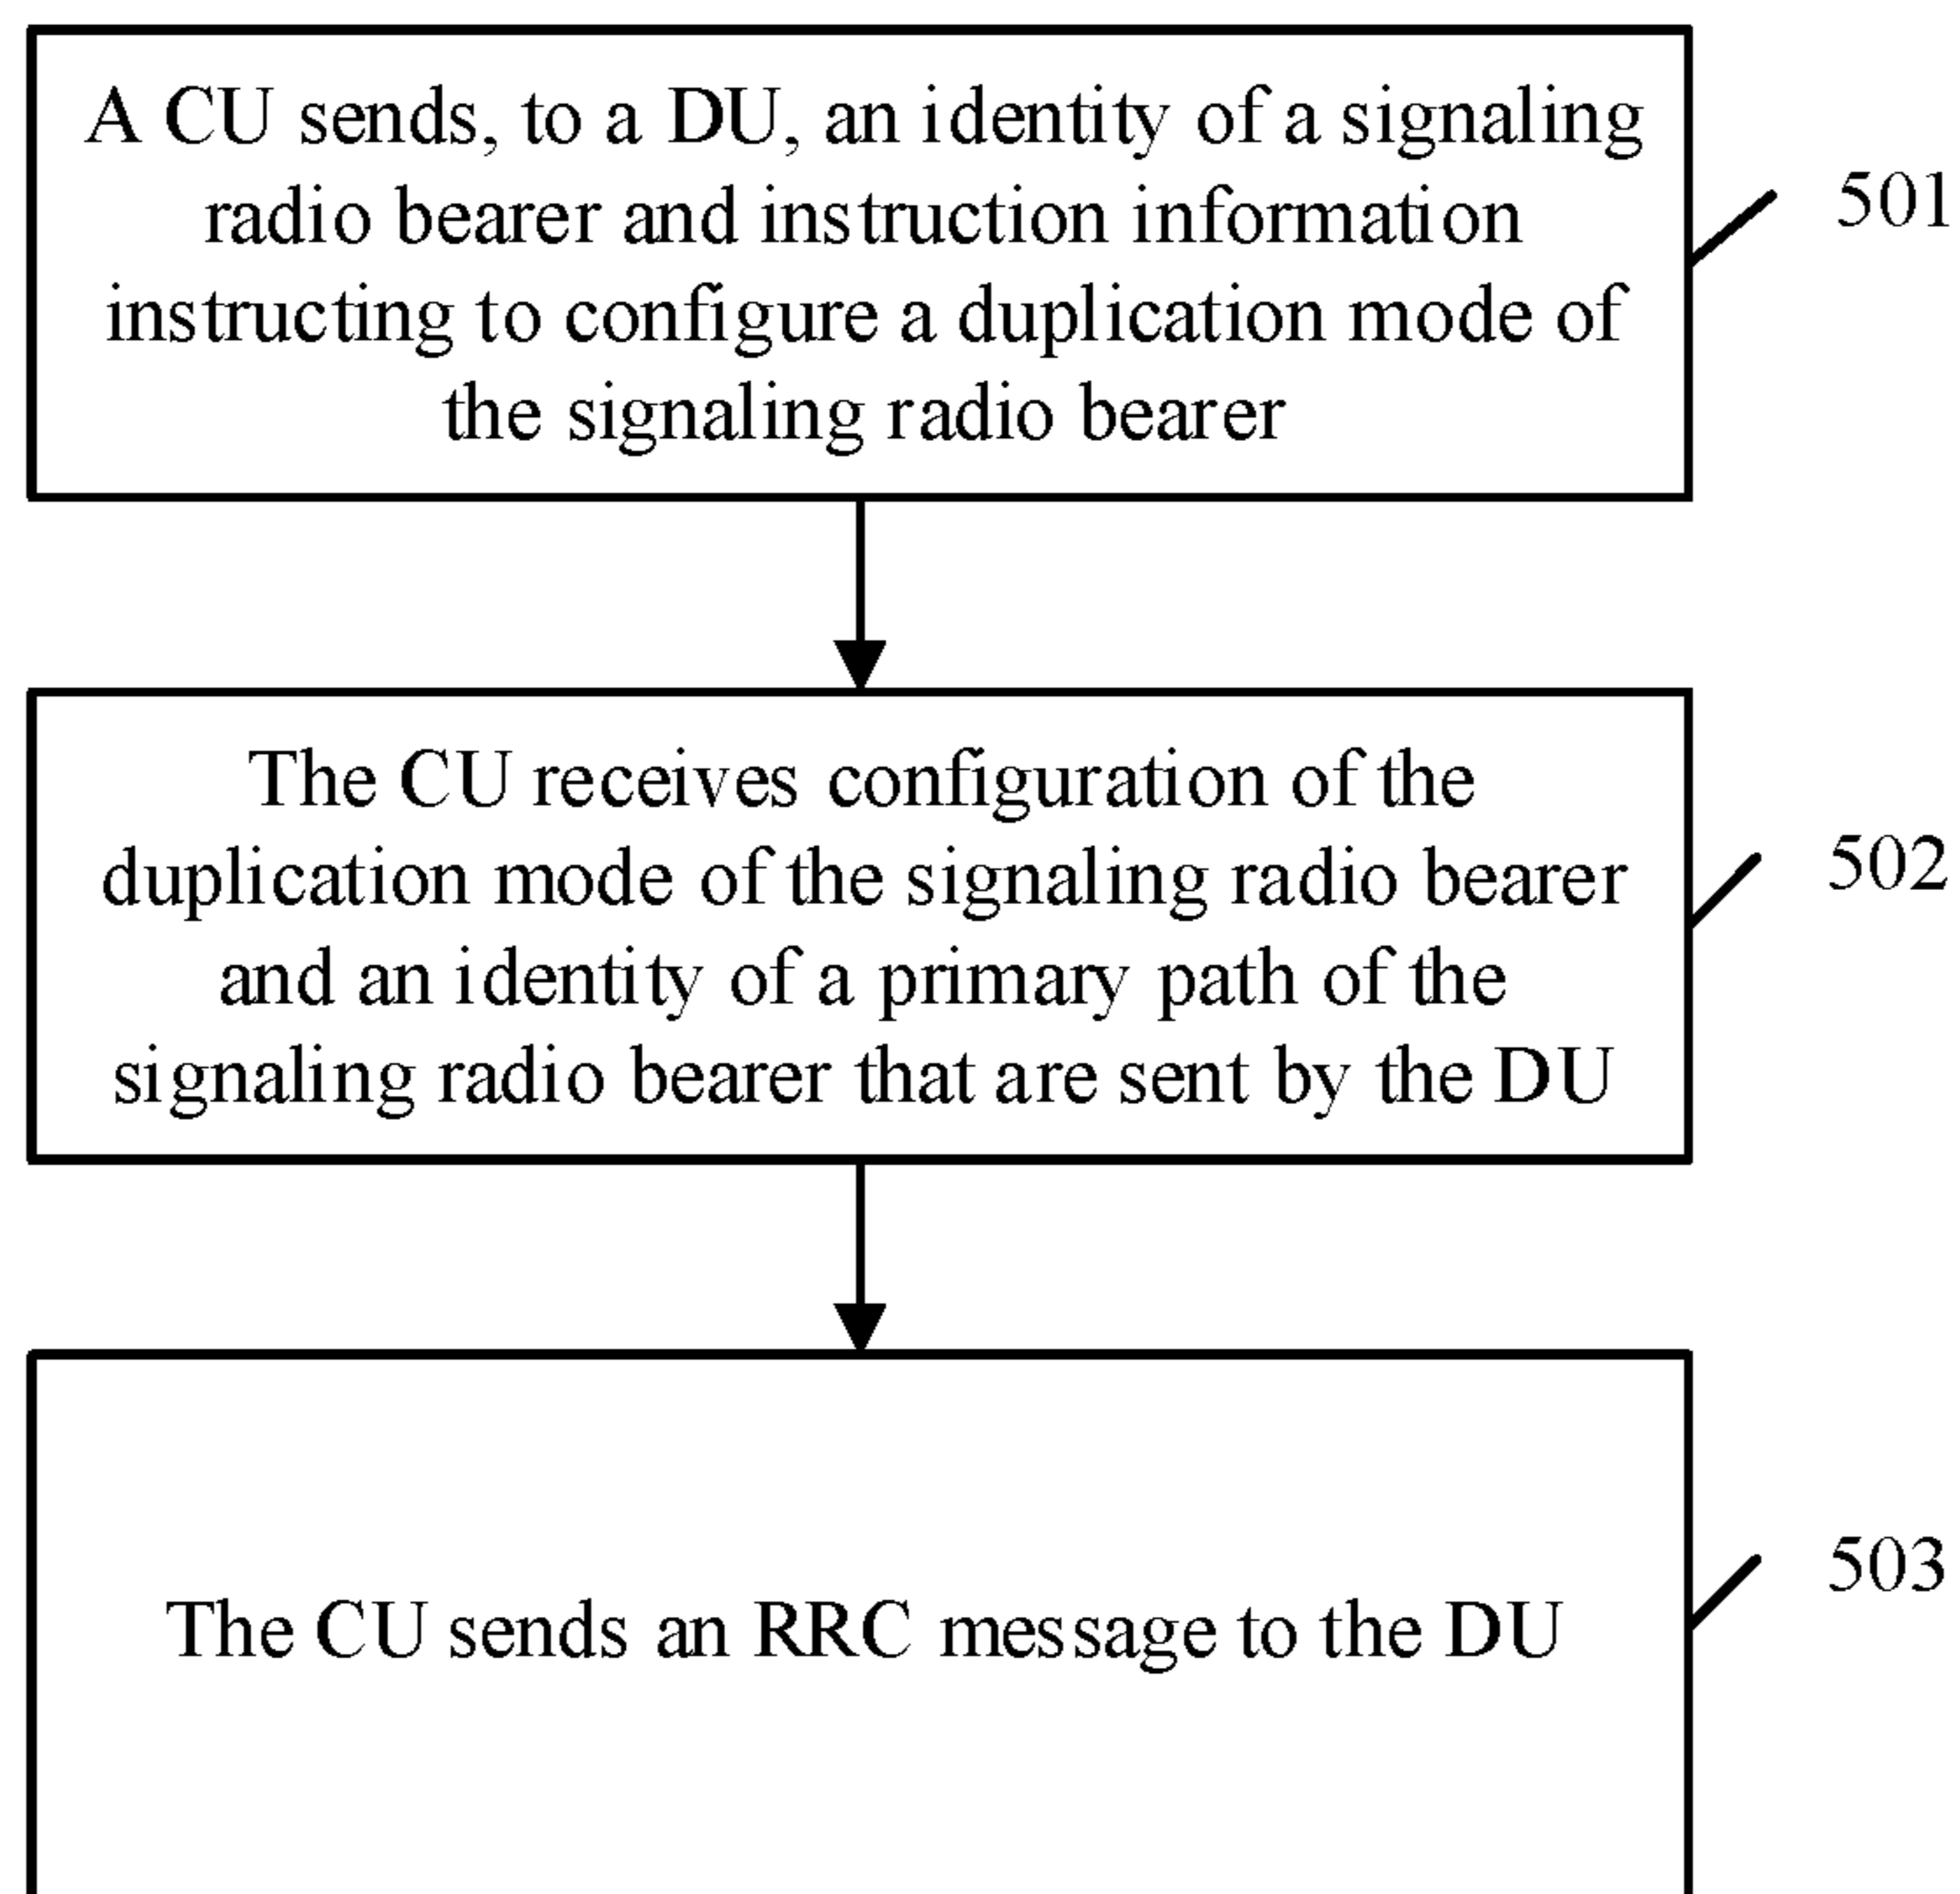 A CU sends, to a DU, an identity of a signaling
radio bearer and instruction information
instructing to configure a duplication mode of
the signaling radio bearer
501
The CU receives configuration of the
duplication mode of the signaling radio bearer
and an identity of a primary path of the
signaling radio bearer that are sent by the DU
502
The CU sends an RRC message to the DU
503